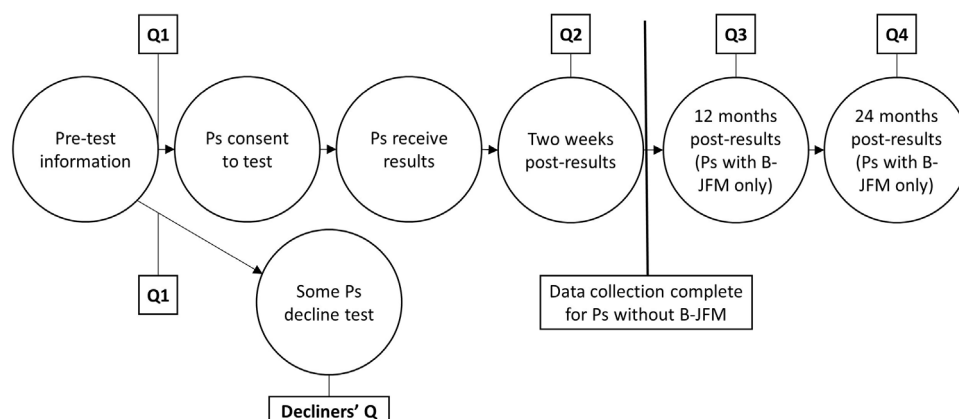 Q1
Q2
Q3
Q4
Pre-test
information
Ps consent
to test
Ps receive
results
Two weeks
post-results
12 months
post-results
(Ps with B-
JFM only)
24 months
post-results
(Ps with B-
JFM only)
Q1
Some Ps
decline test
Data collection complete
for Ps without B-JFM
Decliners' Q